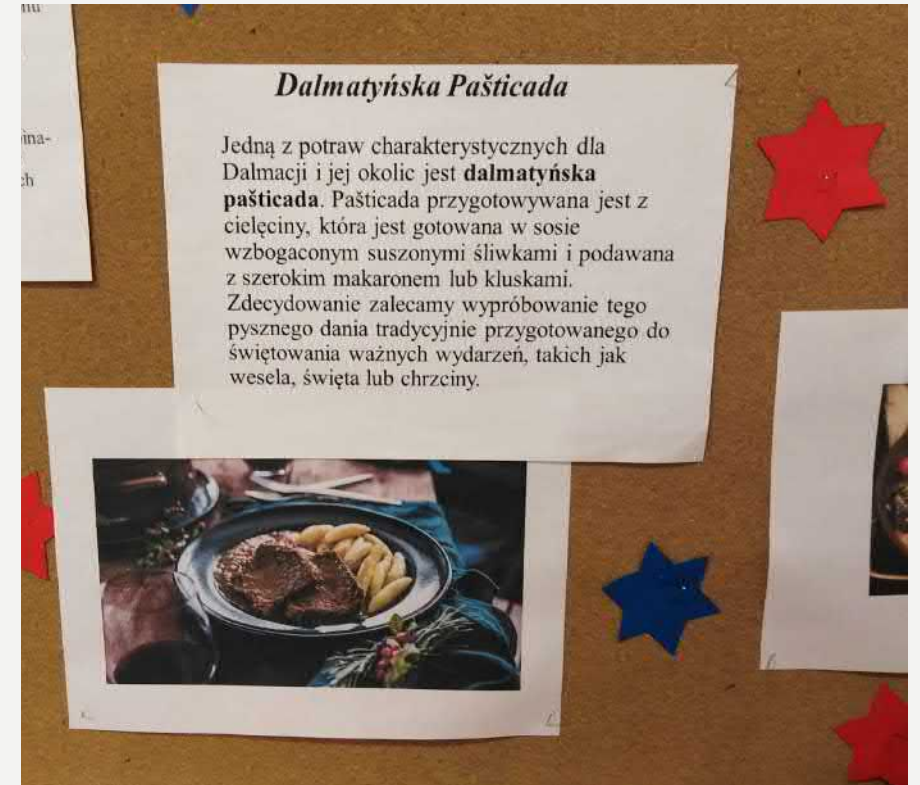 Dalmatyńska Pašticada
Jedną z potraw charakterystycznych dla
Dalmacji i jej okolic jest dalmatyńska
pašticada. Pašticada przygotowywana jest z
cielęciny, która jest gotowana w sosie
wzbogaconym suszonymi śliwkami i podawana
z szerokim makaronem lub kluskami.
Zdecydowanie zalecamy wypróbowanie tego
pysznego dania tradycyjnie przygotowanego do
świętowania ważnych wydarzeń, takich jak
wesela, święta lub chrzciny.